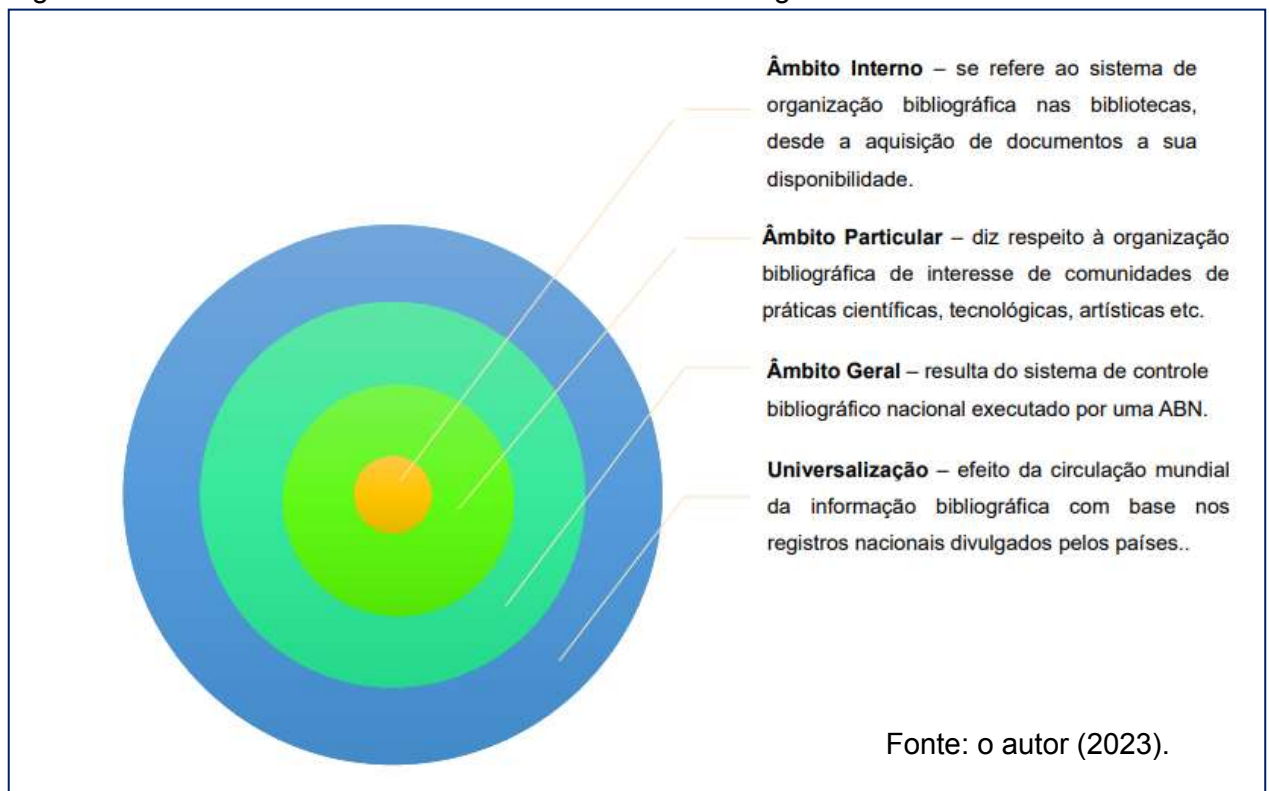 Âmbito Interno – se refere ao sistema de
organização bibliográfica nas bibliotecas,
desde a aquisição de documentos a sua
disponibilidade.
Âmbito Particular – diz respeito à organização
bibliográfica de interesse de comunidades de
práticas científicas, tecnológicas, artísticas etc.
Âmbito Geral – resulta do sistema de controle
bibliográfico nacional executado por uma ABN.
Universalização – efeito da circulação mundial
da informação bibliográfica com base nos
registros nacionais divulgados pelos países..
Fonte: o autor (2023).